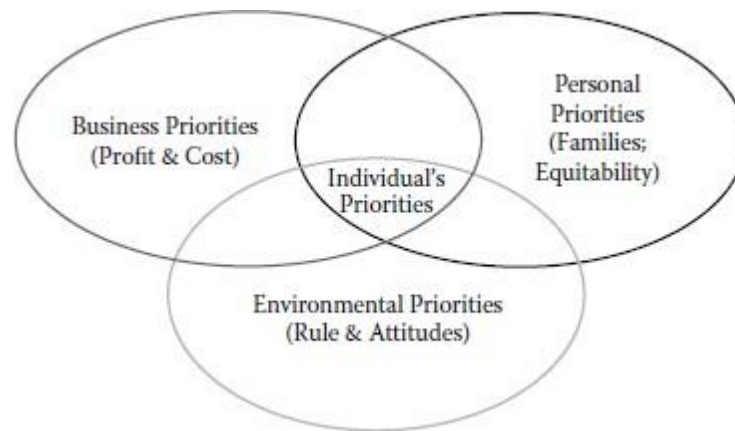 Business Priorities
(Profit & Cost)
Personal
Priorities
(Families;
Equitability)
Individual's
Priorities
Environmental Priorities
(Rule & Attitudes)